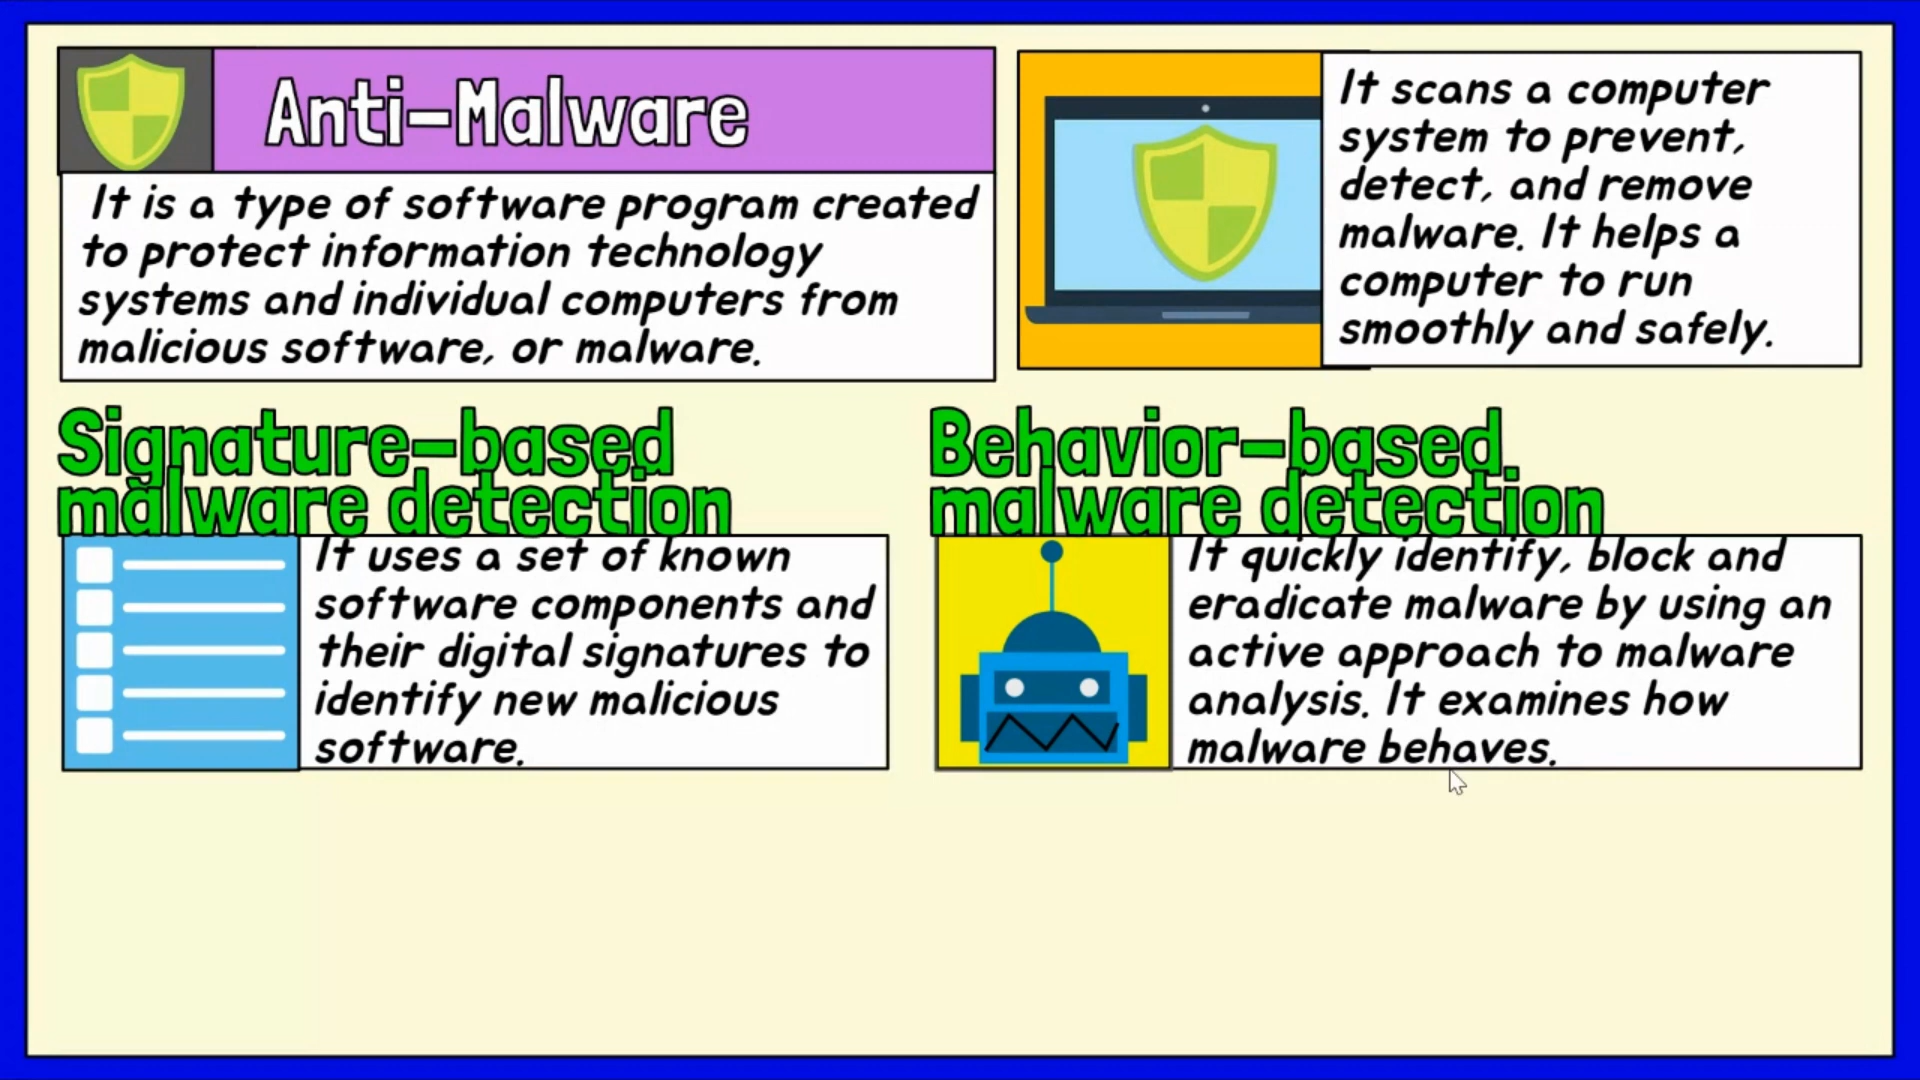 Anti-Malware
It is a type of software program created
to protect information technology
systems and individual computers from
malicious software, or malware.
It scans a computer
system to prevent,
detect, and remove
malware. It helps a
computer to run
smoothly and safely.
Signature-based
malware detection
It uses a set of known
software components and
their digital signatures to
identify new malicious
software.
Behavior-based
malware detection
It quickly identify, block and
eradicate malware by using an
active approach to malware
analysis. It examines how
malware behaves.